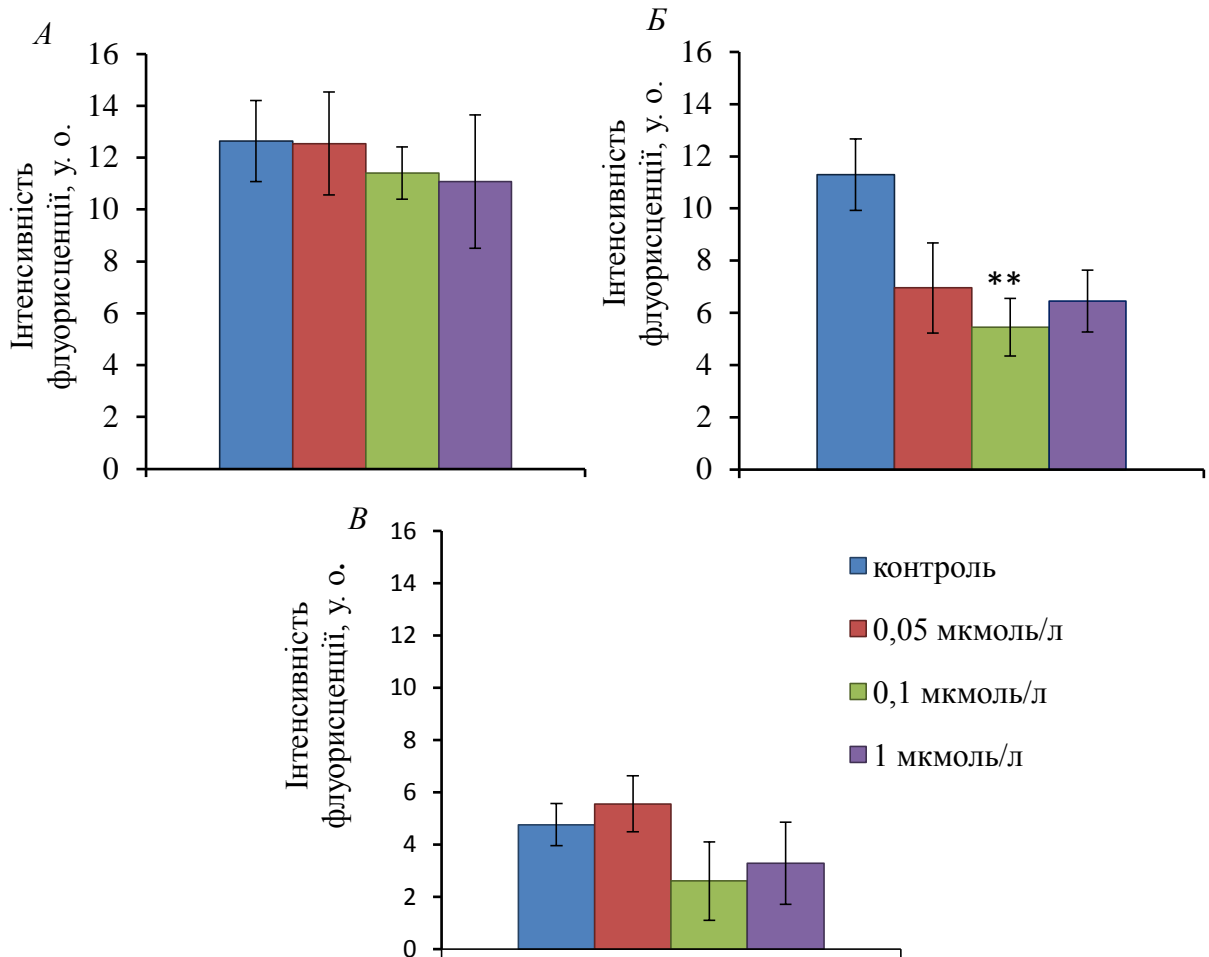 А
16
14
12
10
8
6
4
2
0
Інтенсивність
флуорисценції, у. о.
Б
16
14
12
10
8
6
4
2
0
Інтенсивність
флуорисценції, у. о.
**
В
16
14
12
10
8
6
4
2
0
Інтенсивність
флуорисценції, у. о.
контроль
0,05 мкмоль/л
0,1 мкмоль/л
1 мкмоль/л